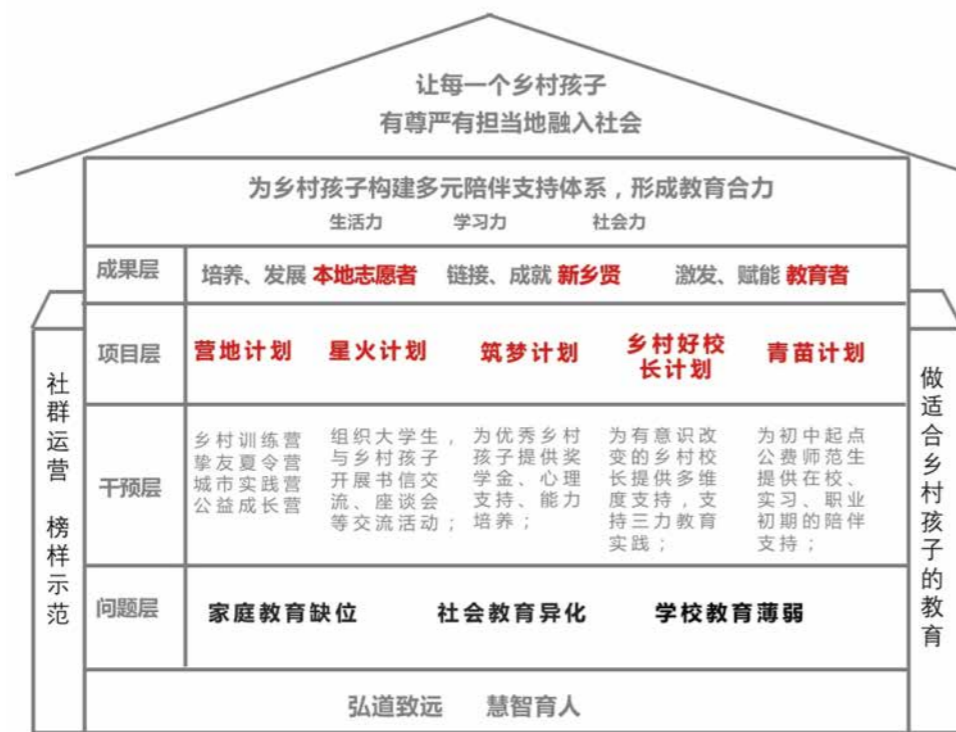 让每一个乡村孩子
有尊严有担当地融入社会
为乡村孩子构建多元陪伴支持体系，形成教育合力
生活力 学习力 社会力
成果层 培养、发展 本地志愿者 链接、成就 新乡贤 激发、赋能 教育者
项目层
营地计划
星火计划
筑梦计划
乡村好校
长计划
青苗计划
干预层
乡村训练营
挚友夏令营
城市实践营
公益成长营
组织大学生，
与乡村孩子
开展书信交
流、座谈会
等交流活动；
为优秀乡村
孩子提供奖
学金、心理
支持、能力
培养；
为有意识改
变的乡村校
长提供多维
度支持，支
持三力教育
实践；
为初中起点
公费师范生
提供在校、
实习、职业
初期的陪伴
支持；
问题层 家庭教育缺位 社会教育异化 学校教育薄弱
弘道致远 慧智育人
社群运营 榜样示范
做适合乡村孩子的教育